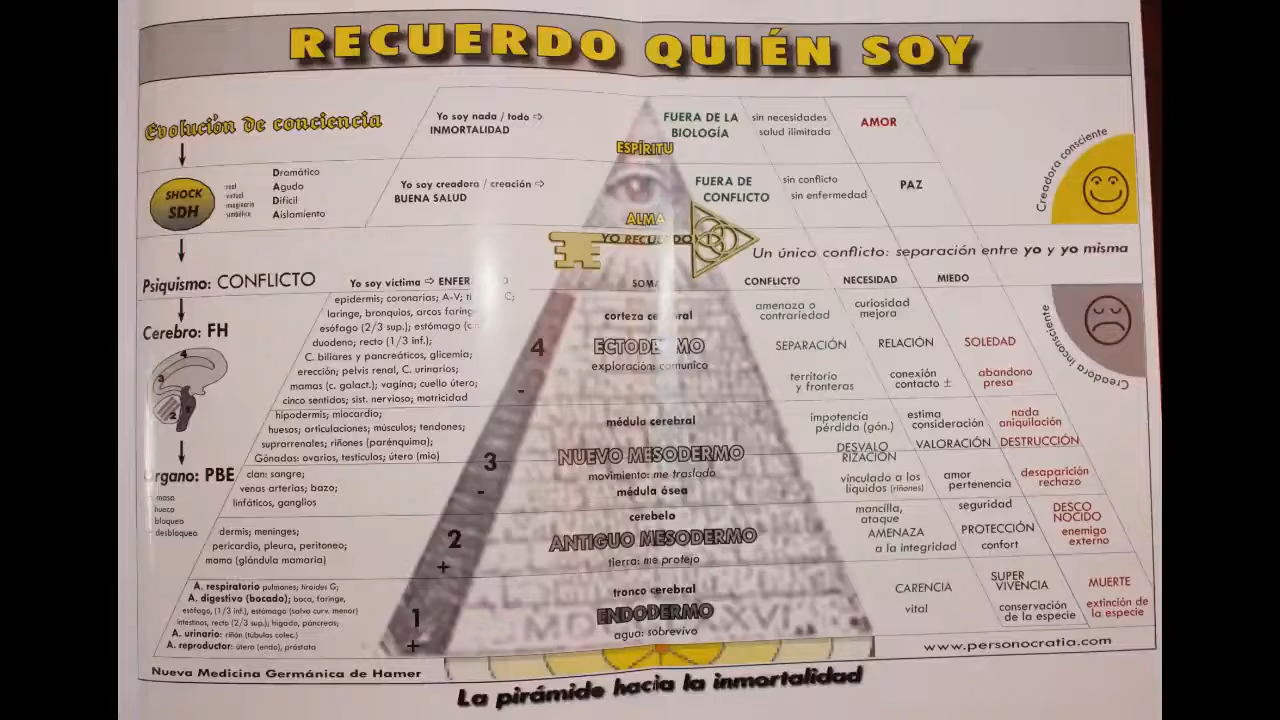 RECUERDO QUIÉN SOY
Evolución de conciencia
Yo soy nada / todo ⇨
INMORTALIDAD
ESPÍRITU
FUERA DE LA
BIOLOGÍA
sin necesidades
salud ilimitada
AMOR
SHOCK
SDH
real
virtual
imaginario
simbólico
Dramático
Agudo
Difícil
Aislamiento
Yo soy creadora / creación ⇨
BUENA SALUD
ALMA
FUERA DE
CONFLICTO
sin conflicto
sin enfermedad
PAZ
Creadora consciente
YO RECUERDO
Un único conflicto: separación entre yo y yo misma
Psiquismo: CONFLICTO
Yo soy víctima ⇨ ENFER
SOMA
CONFLICTO
NECESIDAD
MIEDO
Creadora inconsciente
Cerebro: FH
4
3
2
epidermis; coronarias; A-V;
laringe, bronquios, arcos
esófago (2/3 sup.); estómago
duodeno; recto (1/3 inf.);
C. biliares y pancreáticos, glicemia;
erección; pelvis renal, C. urinarios;
mamas (c. galact.); vagina; cuello útero;
cinco sentidos; sist. nervioso; motricidad
4
-
corteza cerebral
ECTODERMO
exploración: comunico
amenaza o
contrariedad
curiosidad
mejora
SEPARACIÓN
RELACIÓN
SOLEDAD
territorio
y fronteras
conexión
contacto ±
abandono
presa
hipodermis; miocardio;
huesos; articulaciones; músculos; tendones;
suprarrenales; riñones (parénquima);
Gónadas: ovarios, testículos; útero (mio)
clan: sangre;
venas arterias; bazo;
linfáticos, ganglios
3
-
médula cerebral
NUEVO MESODERMO
movimiento: me traslado
médula ósea
impotencia
pérdida (gón.)
estima
consideración
nada
aniquilación
DESVALO
RIZACIÓN
VALORACIÓN
DESTRUCCIÓN
vinculado a los
líquidos (riñones)
amor
pertenencia
desaparición
rechazo
Órgano: PBE
masa
hueco
bloqueo
desbloqueo
dermis; meninges;
pericardio, pleura, peritoneo;
mama (glándula mamaria)
2
+
cerebelo
ANTIGUO MESODERMO
tierra: me protejo
mancilla,
ataque
seguridad
DESCO
NOCIDO
AMENAZA
PROTECCIÓN
a la integridad
confort
enemigo
externo
A. respiratorio pulmones; tiroides G;
A. digestivo (bocado); boca, faringe,
esófago, (1/3 inf.), estómago (salvo curv. menor)
intestinos, recto (2/3 sup.); hígado, páncreas;
A. urinario: riñón (túbulos colec.)
A. reproductor: útero (endo), próstata
1
+
tronco cerebral
ENDODERMO
agua: sobrevivo
CARENCIA
vital
SUPER
VIVENCIA
conservación
de la especie
MUERTE
extinción de
la especie
www.personocratia.com
Nueva Medicina Germánica de Hamer
La pirámide hacia la inmortalidad